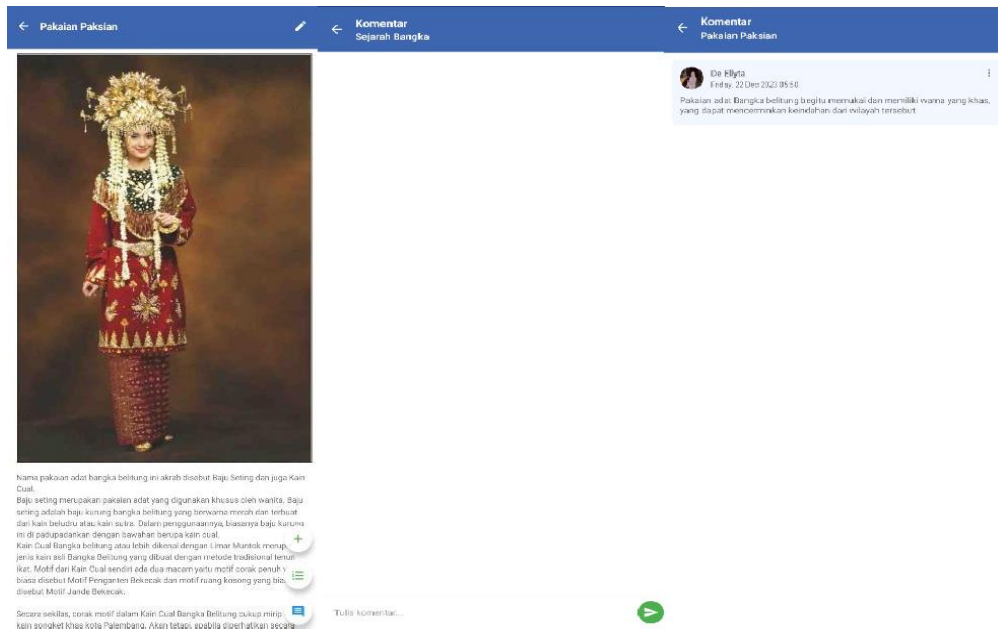 Pakaian Paksian
Nama pakaian adat bangka belitung ini akrab disebut Baju Seting dan juga Kain
Cual.
Baju seting merupakan pakaian adat yang digunakan khusus oleh wanita. Baju
seting adalah baju kurung bangka belitung yang berwarna merah dan terbuat
dari kain beludru atau kain sutra. Dalam penggunaannya, biasanya baju kurung
ini di padupadankan dengan bawahan berupa kain cual.
Kain Cual Bangka belitung atau lebih dikenal dengan Limar Muntok merup
jenis kain asli Bangka Belitung yang dibuat dengan metode tradisional tenun
ikat. Motif dari Kain Cual sendiri ada dua macam yaitu motif corak penuh y
biasa disebut Motif Penganten Bekecak dan motif ruang kosong yang bia
disebut Motif Jande Bekecak.
Secara sekilas, corak motif dalam Kain Cual Bangka Belitung cukup mirip
kain songket khas kota Palembang. Akan tetapi, apabila diperhatikan secara
Komentar
Sejarah Bangka
Tulis komentar...
Komentar
Pakaian Paksian
De Ellyta
Friday, 22 Dec 2023 05:50
Pakaian adat Bangka belitung begitu memukai dan memiliki warna yang khas,
yang dapat mencerminkan keindahan dari wilayah tersebut